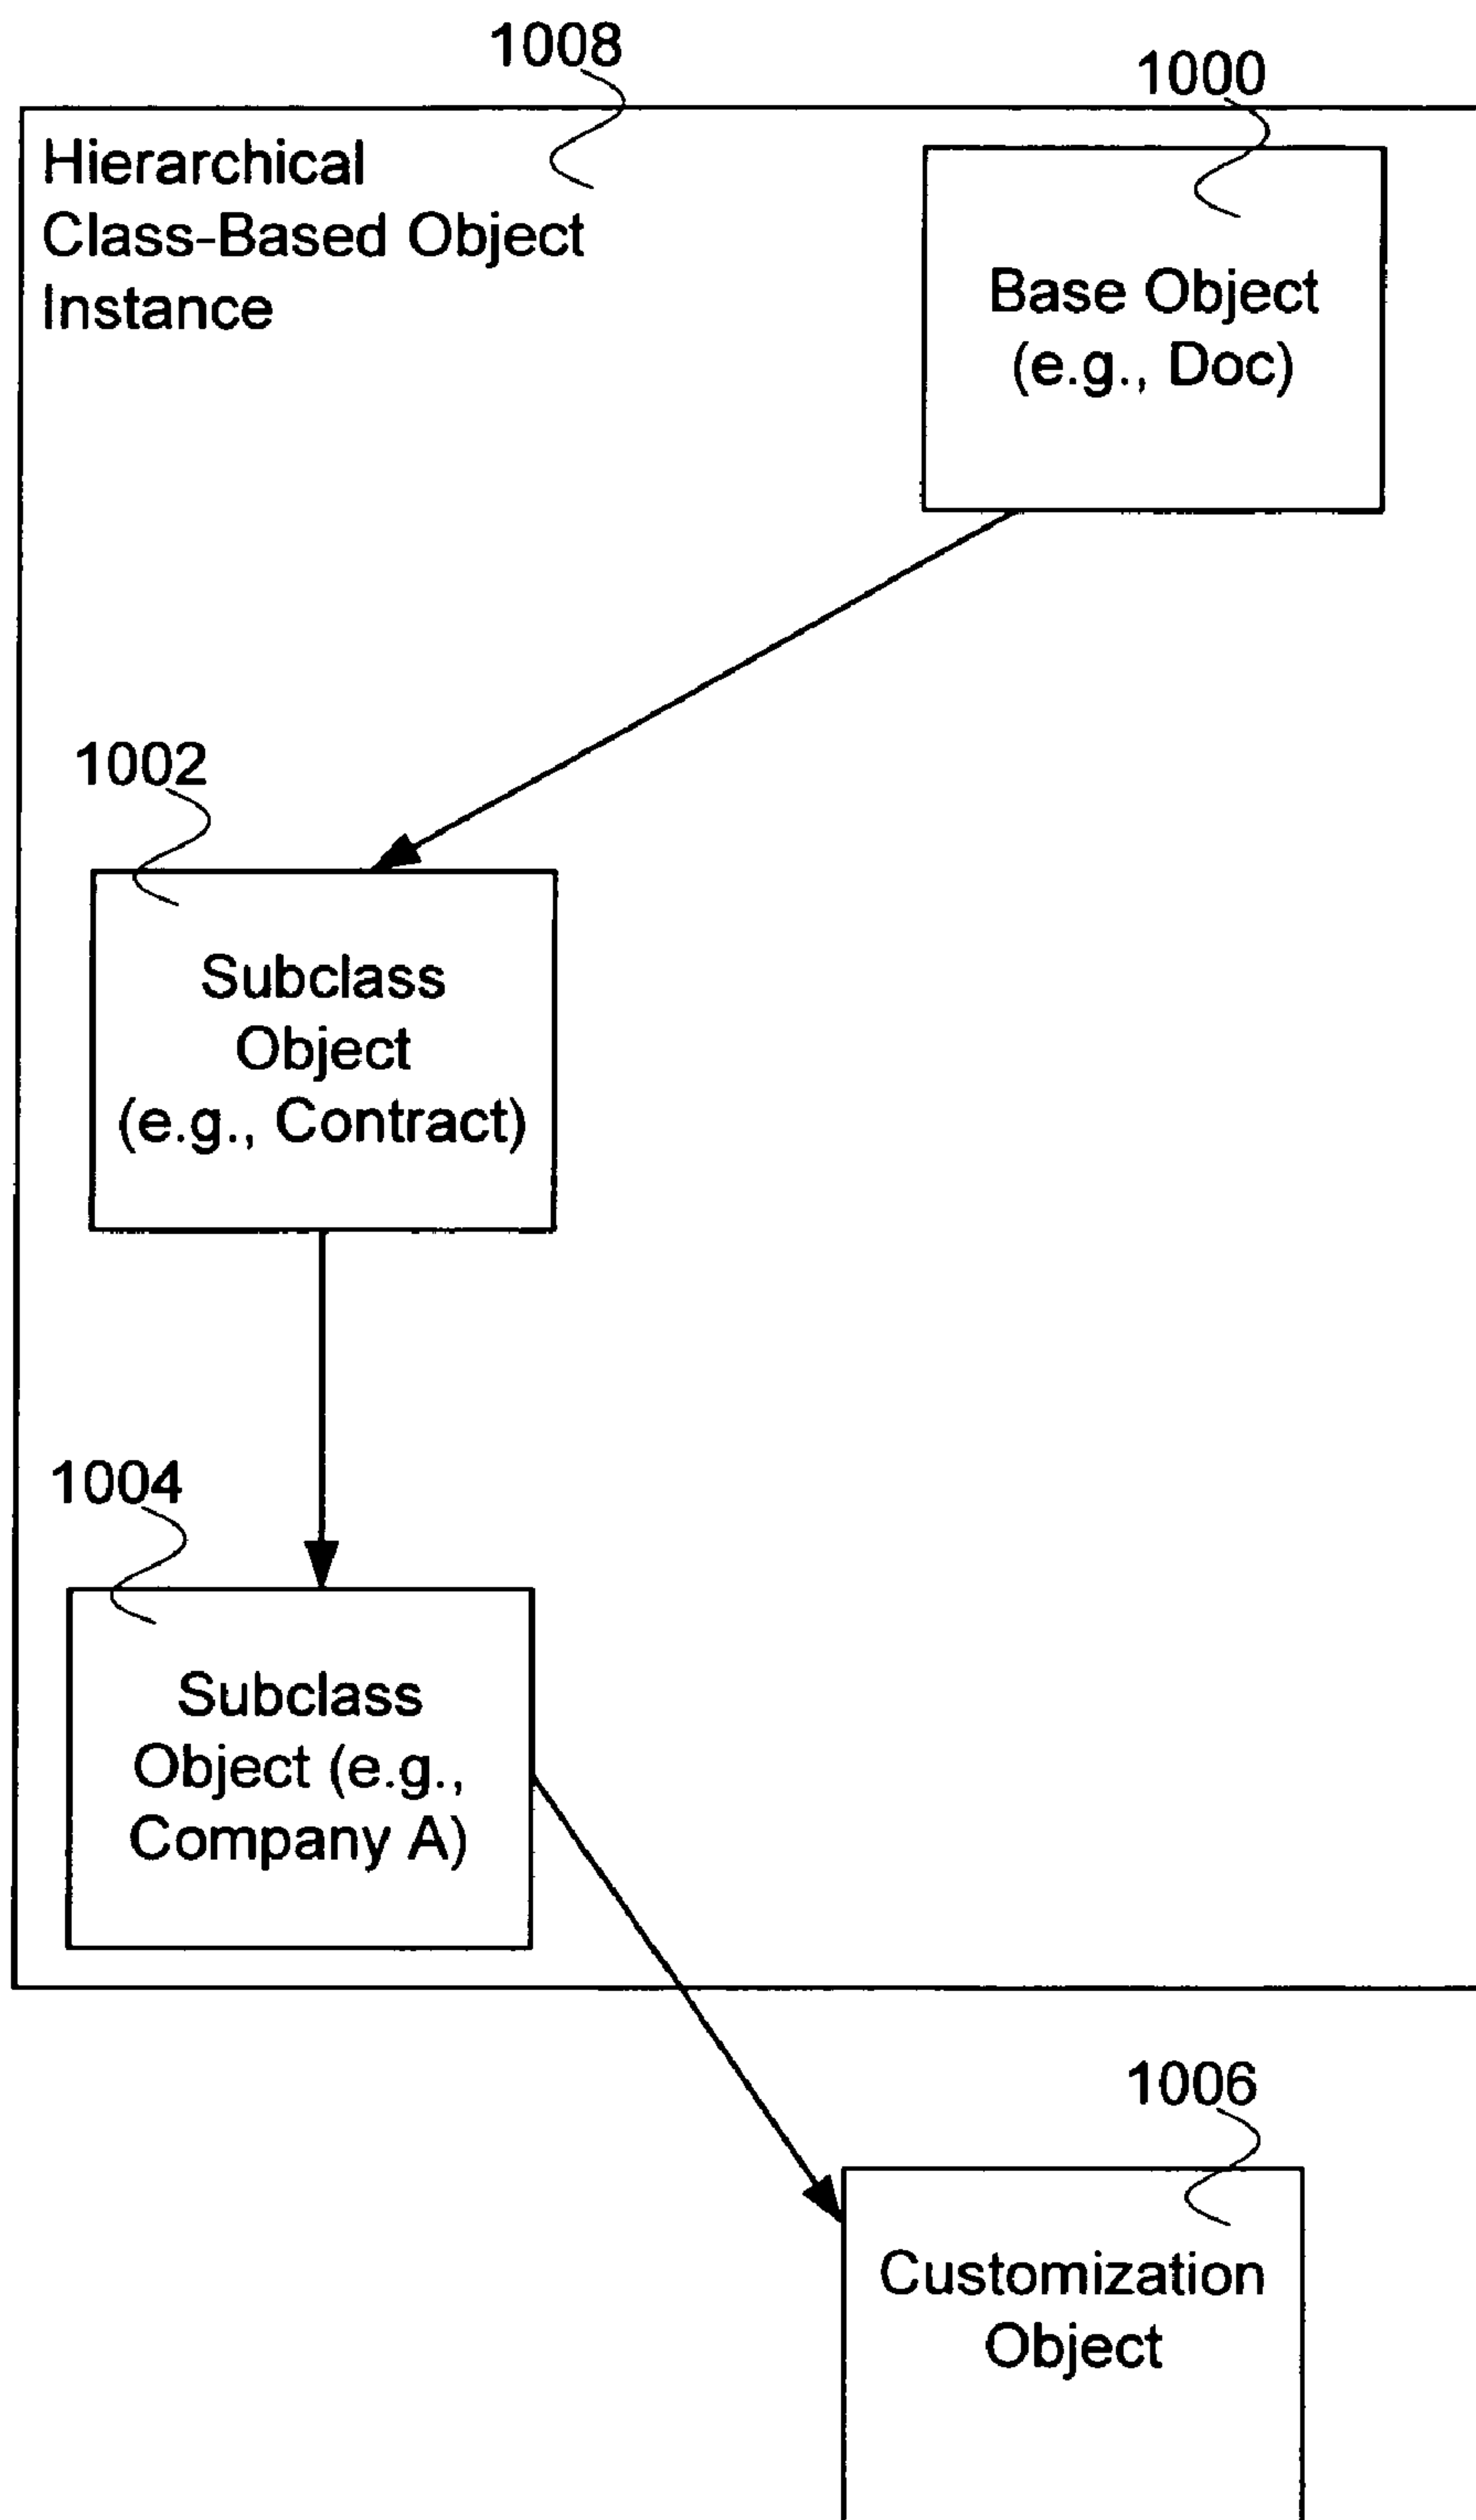 1008
1000
Hierarchical
Class-Based Object
Instance
Base Object
(e.g., Doc)
1002
Subclass
Object
(e.g., Contract)
1004
Subclass
Object (e.g.,
Company A)
1006
Customization
Object